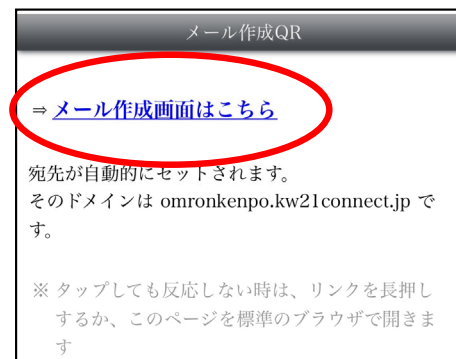 メール作成QR
⇒ メール作成画面はこちら
宛先が自動的にセットされます。
そのドメインは omronkenpo.kw21connect.jp で
す。
※ タップしても反応しない時は、リンクを長押し
するか、このページを標準のブラウザで開きま
す